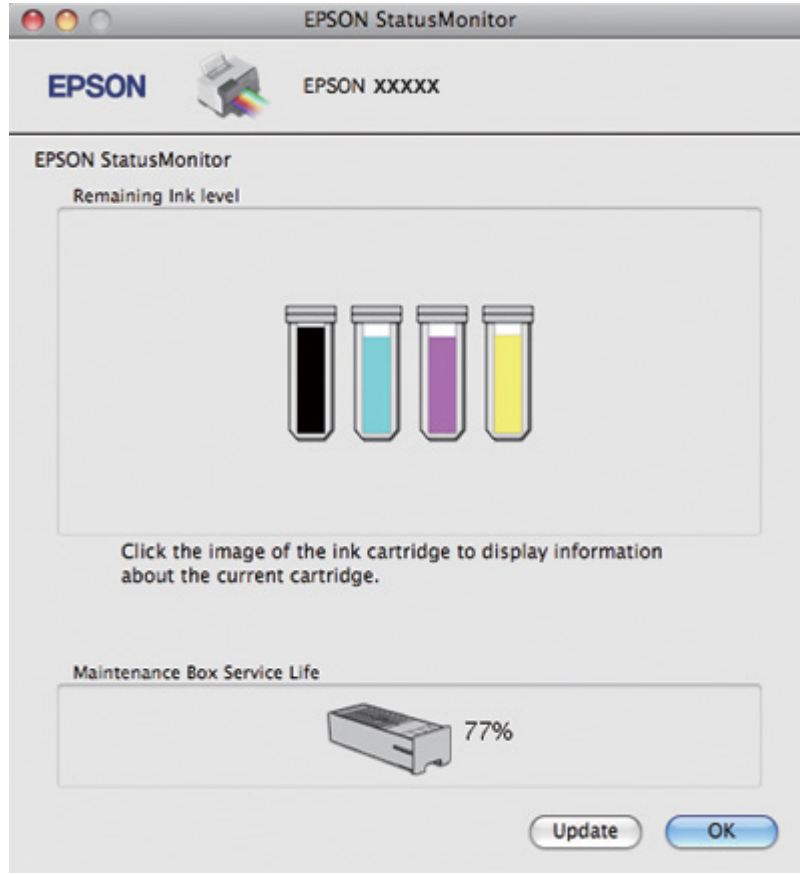 EPSON StatusMonitor
EPSON
EPSON XXXXX
EPSON StatusMonitor
Remaining Ink level
Click the image of the ink cartridge to display information
about the current cartridge.
Maintenance Box Service Life
77%
Update
OK